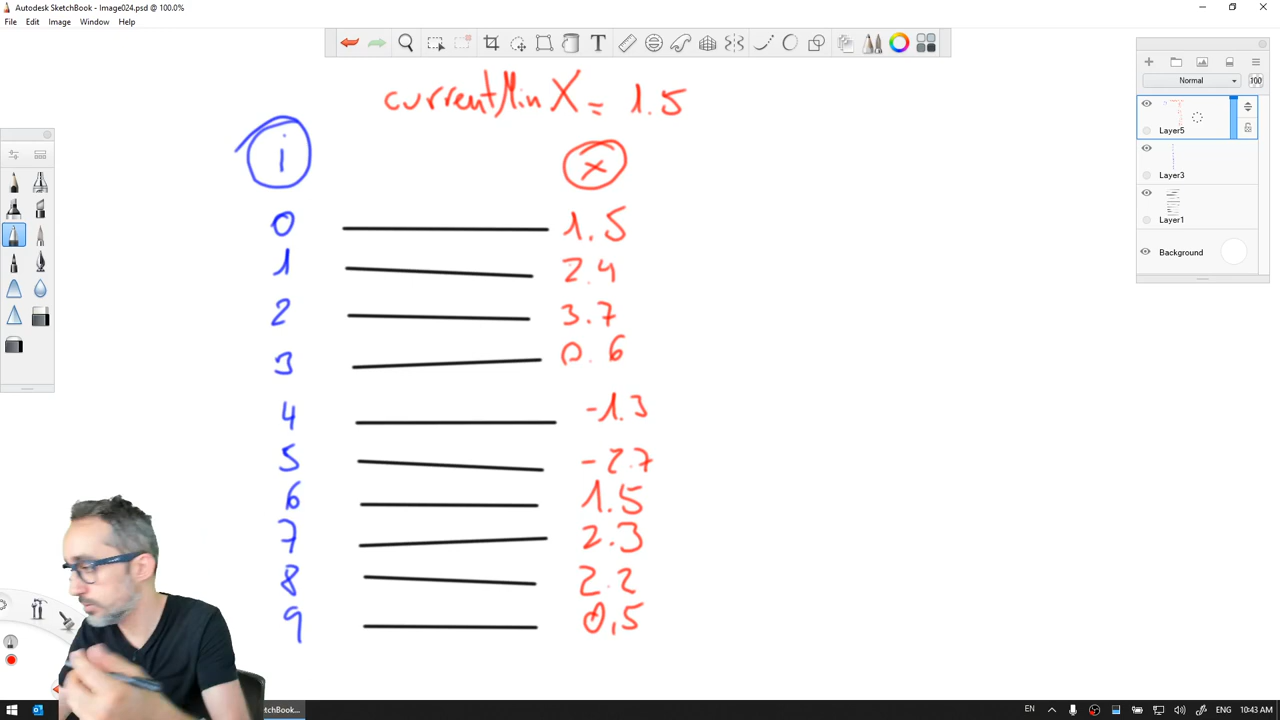 Autodesk SketchBook - Image024.psd @ 100.0%
File Edit Image Window Help
Normal 100
currentMin X = 1.5
i x
0 1.5
1 2.4
2 3.7
3 0.6
4 -1.3
5 -2.7
6 1.5
7 2.3
8 2.2
9 0,5
Layer5
Layer3
Layer1
Background
etchBook-...
EN 10:43 AM